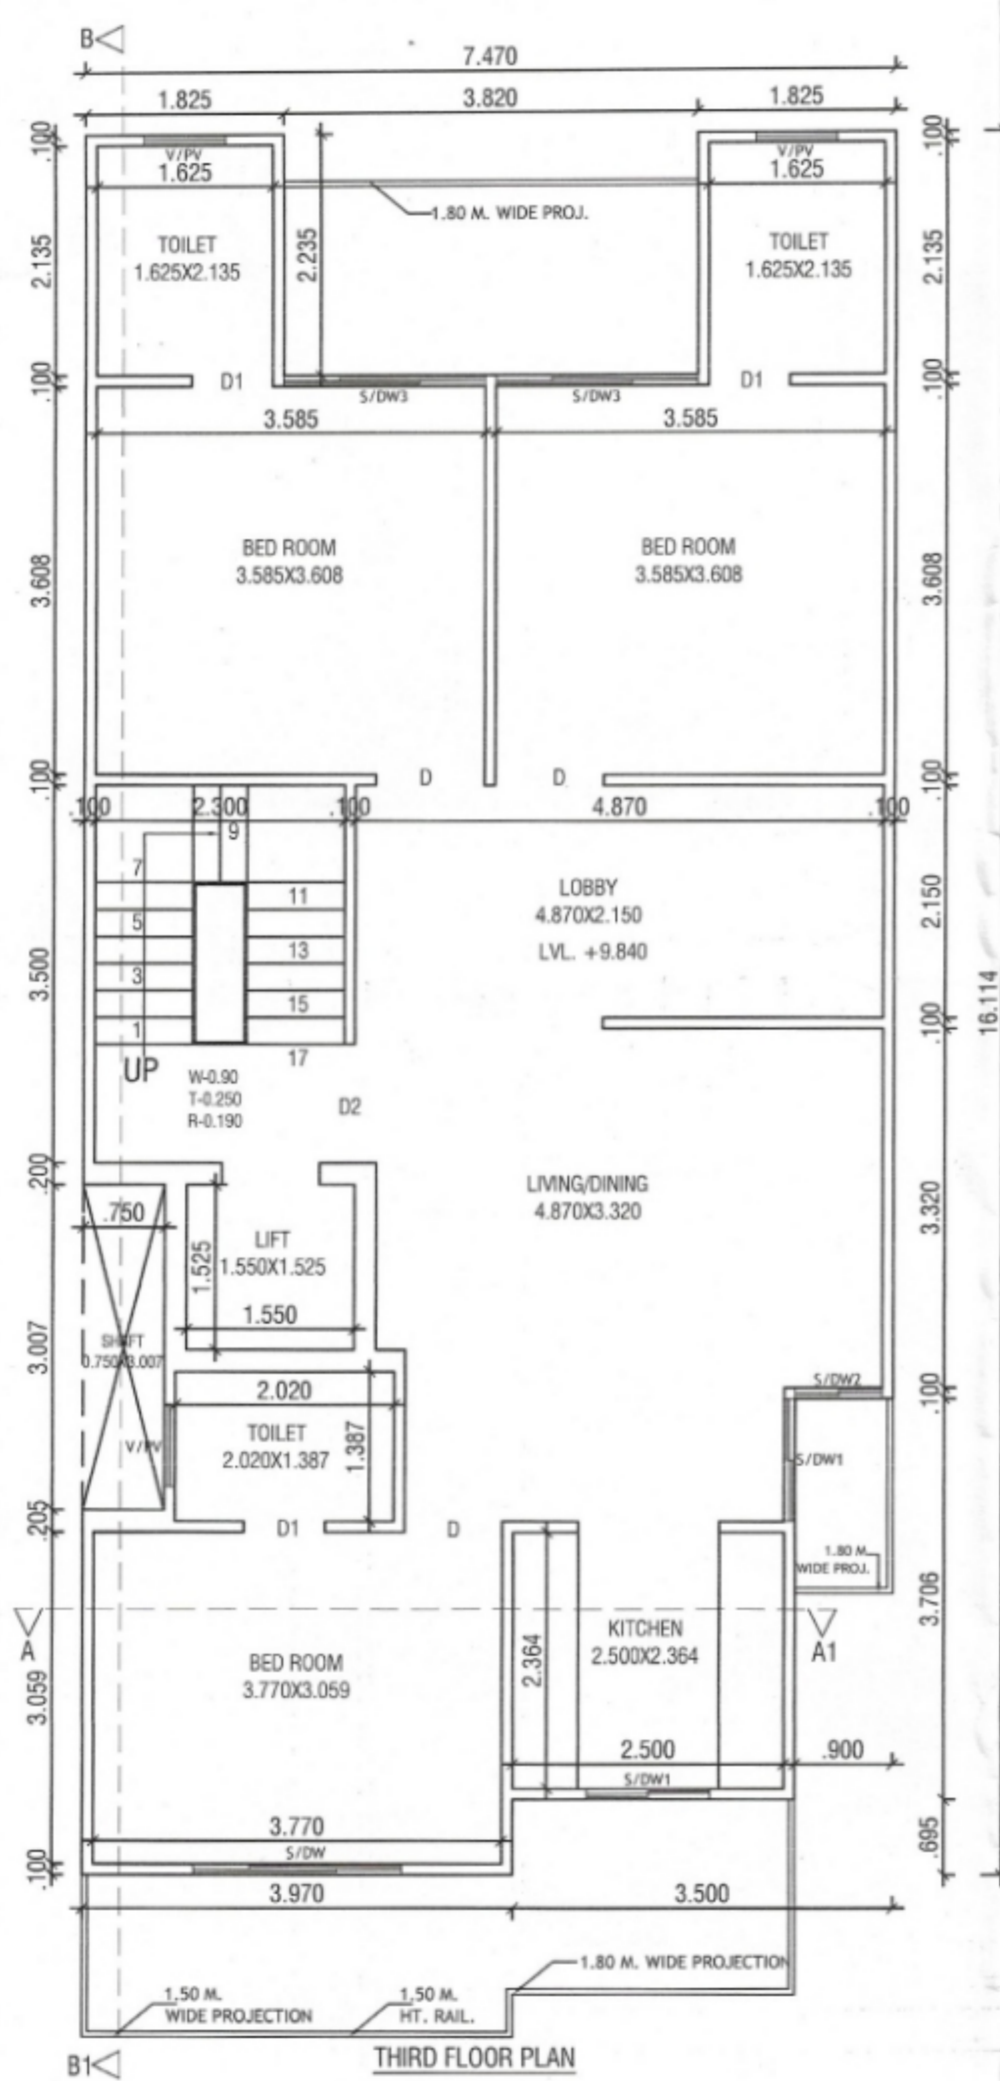 B
7.470
1.825 3.820 1.825
.100 .100
V/PV V/PV
1.625 1.625
1.80 M. WIDE PROJ.
TOILET
1.625X2.135
TOILET
1.625X2.135
2.135 2.235 2.135
.100 D1 D1 .100
S/DW3 S/DW3
3.585 3.585
BED ROOM
3.585X3.608
BED ROOM
3.585X3.608
3.608 3.608
.100 D D .100
.100 2.300 .100 4.870 .100
9
7
11
5
13
3
15
1
17
UP
W-0.90
T-0.250
R-0.190
D2
LOBBY
4.870X2.150
LVL. +9.840
3.500 2.150
.100
16.114
LIVING/DINING
4.870X3.320
.200 3.320
.750
LIFT
1.550X1.525
1.525
1.550
SHAFT
0.750X3.007
3.007
2.020
TOILET
2.020X1.387
1.387
V/PV
S/DW2
.100
S/DW1
.205 D1 D
1.80 M.
WIDE PROJ.
A A1
KITCHEN
2.500X2.364
2.364
3.706
BED ROOM
3.770X3.059
3.059
2.500 .900
S/DW1
3.770
S/DW
.100 .695
3.970 3.500
1.80 M. WIDE PROJECTION
1.50 M.
WIDE PROJECTION
1.50 M.
HT. RAIL.
THIRD FLOOR PLAN
B1